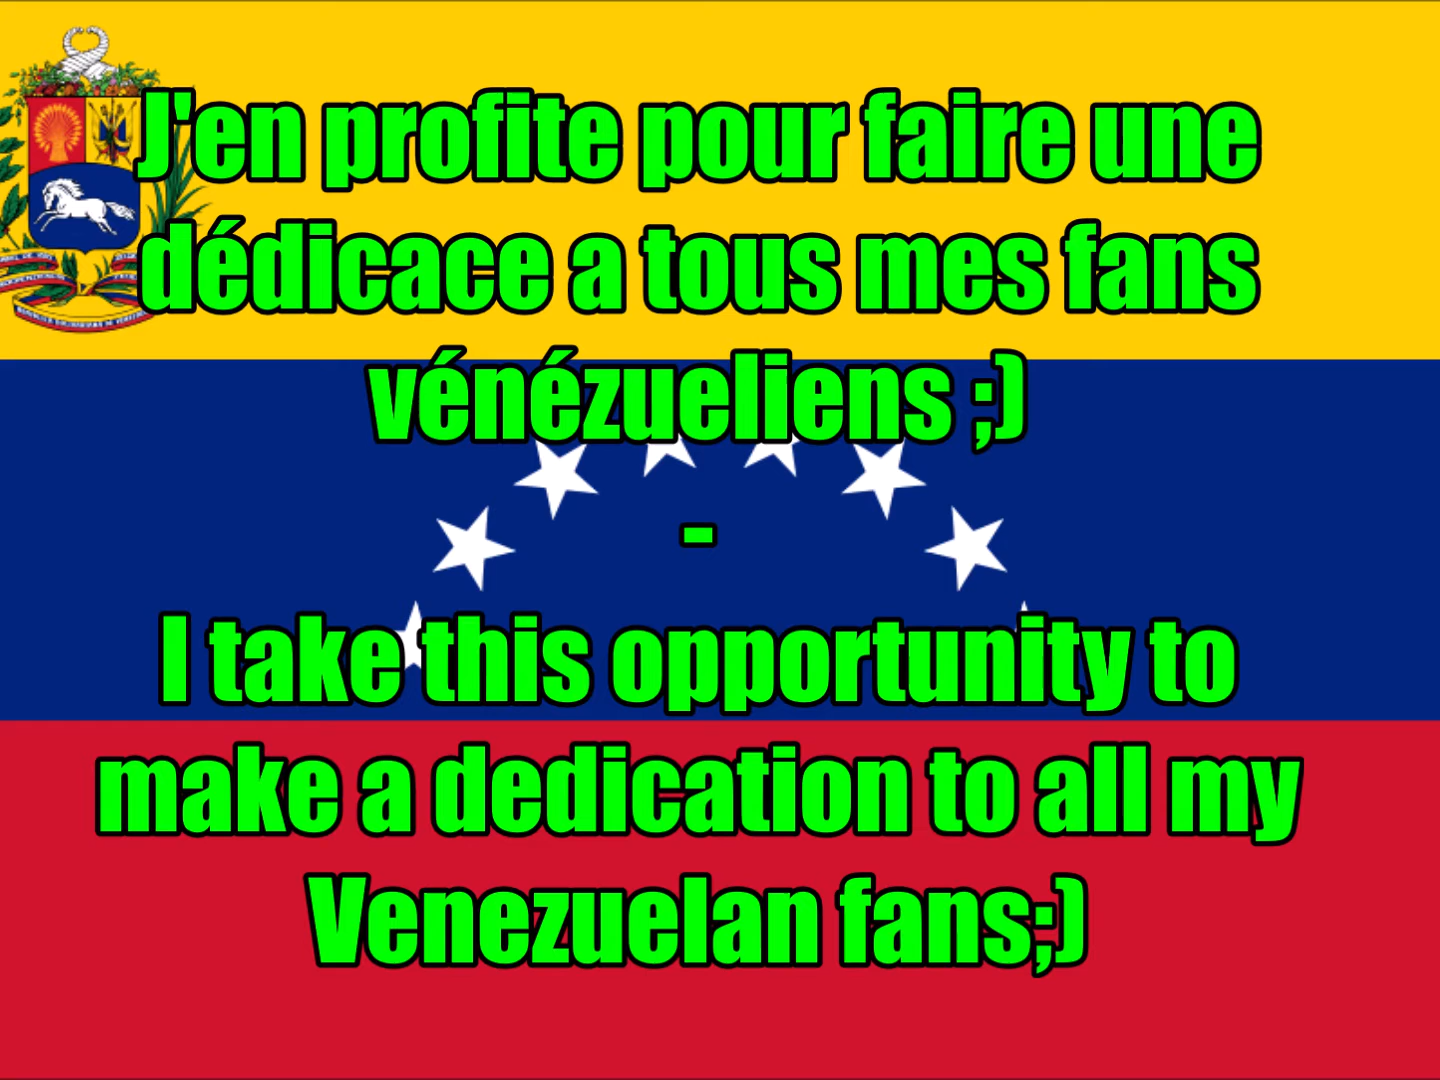 J'en profite pour faire une
dédicace a tous mes fans
vénézueliens ;)
-
I take this opportunity to
make a dedication to all my
Venezuelan fans;)